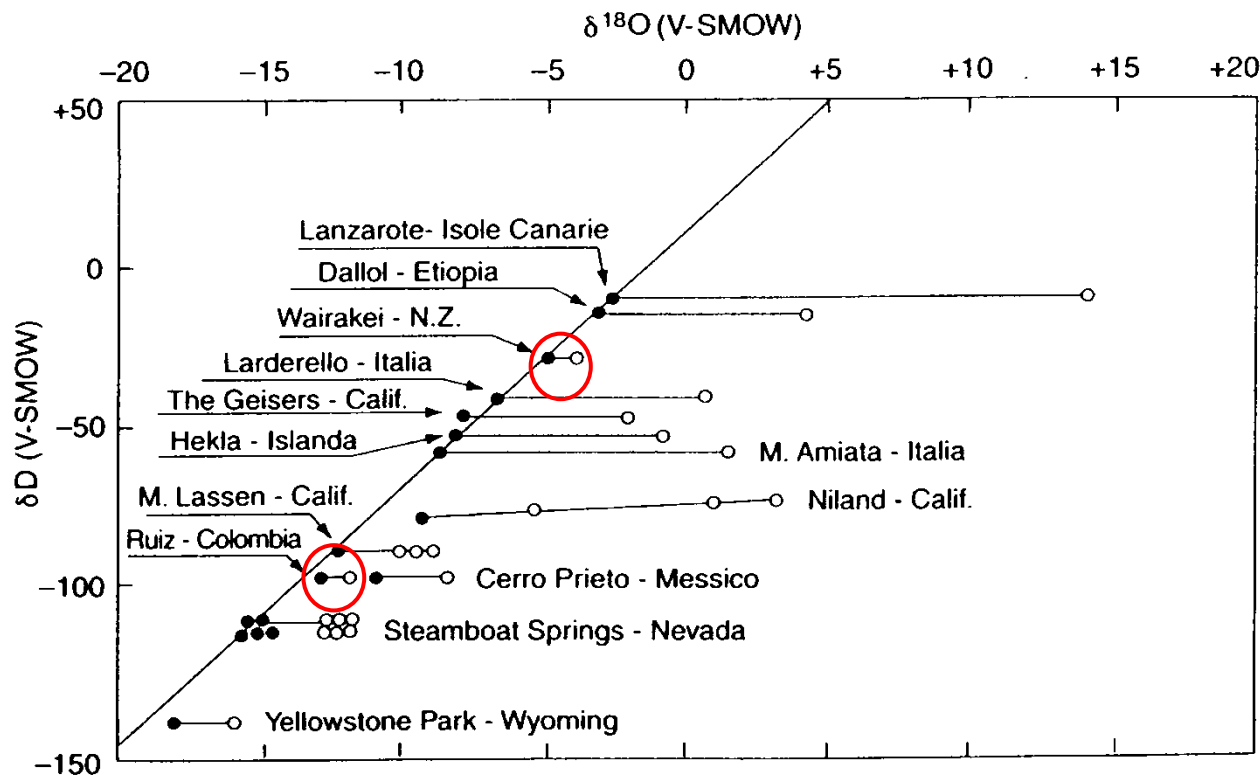 δ¹⁸O (V-SMOW)
−20 −15 −10 −5 0 +5 +10 +15 +20
+50
Lanzarote- Isole Canarie
0
Dallol - Etiopia
Wairakei - N.Z.
Larderello - Italia
The Geisers - Calif.
−50
Hekla - Islanda
M. Amiata - Italia
δD (V-SMOW)
M. Lassen - Calif.
Niland - Calif.
Ruiz - Colombia
−100
Cerro Prieto - Messico
Steamboat Springs - Nevada
Yellowstone Park - Wyoming
−150